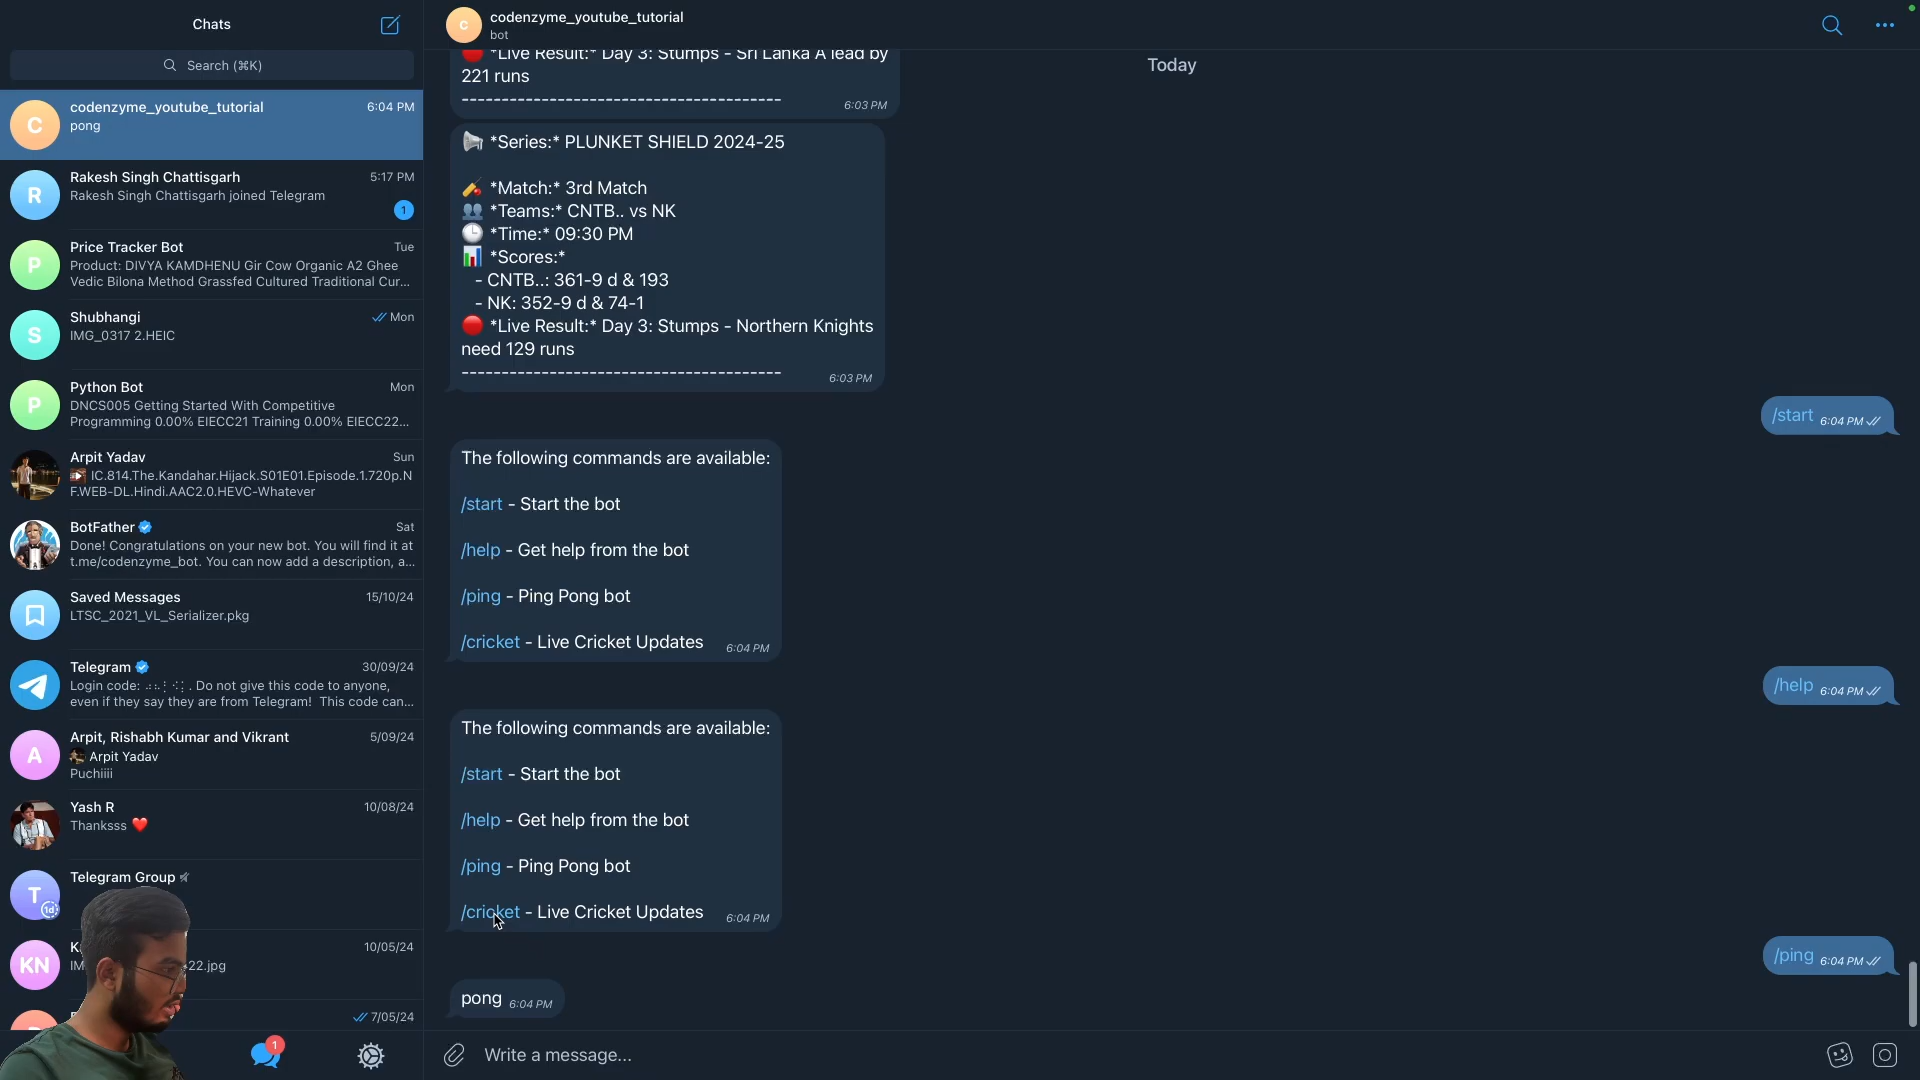 Chats
Search (⌘K)
codenzyme_youtube_tutorial 6:04 PM
pong
Rakesh Singh Chattisgarh 5:17 PM
Rakesh Singh Chattisgarh joined Telegram
1
Price Tracker Bot Tue
Product: DIVYA KAMDHENU Gir Cow Organic A2 Ghee
Vedic Bilona Method Grassfed Cultured Traditional Cur...
Shubhangi Mon
IMG_0317 2.HEIC
Python Bot Mon
DNCS005 Getting Started With Competitive
Programming 0.00% EIECC21 Training 0.00% EIECC22...
Arpit Yadav Sun
IC.814.The.Kandahar.Hijack.S01E01.Episode.1.720p.N
F.WEB-DL.Hindi.AAC2.0.HEVC-Whatever
BotFather Sat
Done! Congratulations on your new bot. You will find it at
t.me/codenzyme_bot. You can now add a description, a...
Saved Messages 15/10/24
LTSC_2021_VL_Serializer.pkg
Telegram 30/09/24
Login code: . Do not give this code to anyone,
even if they say they are from Telegram! This code can...
Arpit, Rishabh Kumar and Vikrant 5/09/24
Arpit Yadav
Puchiiii
Yash R 10/08/24
Thanksss ❤️
Telegram Group
T 1d
KN 10/05/24
22.jpg
7/05/24
1
C codenzyme_youtube_tutorial
bot
Today
🔴 *Live Result:* Day 3: Stumps - Sri Lanka A lead by
221 runs
----------------------------------------
6:03 PM
📢 *Series:* PLUNKET SHIELD 2024-25
🏏 *Match:* 3rd Match
👥 *Teams:* CNTB.. vs NK
🕒 *Time:* 09:30 PM
📊 *Scores:*
- CNTB..: 361-9 d & 193
- NK: 352-9 d & 74-1
🔴 *Live Result:* Day 3: Stumps - Northern Knights
need 129 runs
----------------------------------------
6:03 PM
/start 6:04 PM
The following commands are available:
/start - Start the bot
/help - Get help from the bot
/ping - Ping Pong bot
/cricket - Live Cricket Updates 6:04 PM
/help 6:04 PM
The following commands are available:
/start - Start the bot
/help - Get help from the bot
/ping - Ping Pong bot
/cricket - Live Cricket Updates 6:04 PM
/ping 6:04 PM
pong 6:04 PM
Write a message...